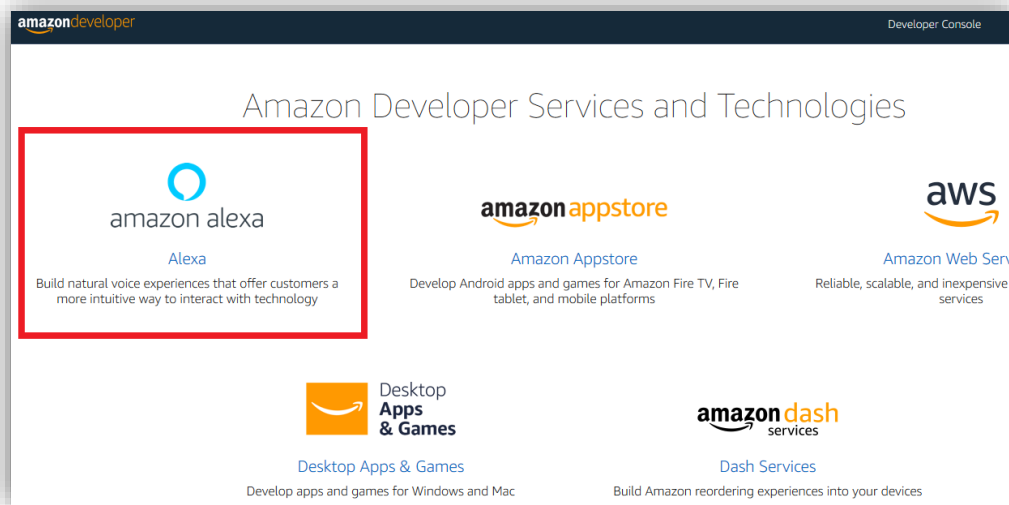 amazondeveloper
Developer Console
Amazon Developer Services and Technologies
amazon alexa
Alexa
Build natural voice experiences that offer customers a
more intuitive way to interact with technology
amazon appstore
Amazon Appstore
Develop Android apps and games for Amazon Fire TV, Fire
tablet, and mobile platforms
aws
Amazon Web Serv
Reliable, scalable, and inexpensive
services
Desktop
Apps
& Games
Desktop Apps & Games
Develop apps and games for Windows and Mac
amazon dash
services
Dash Services
Build Amazon reordering experiences into your devices